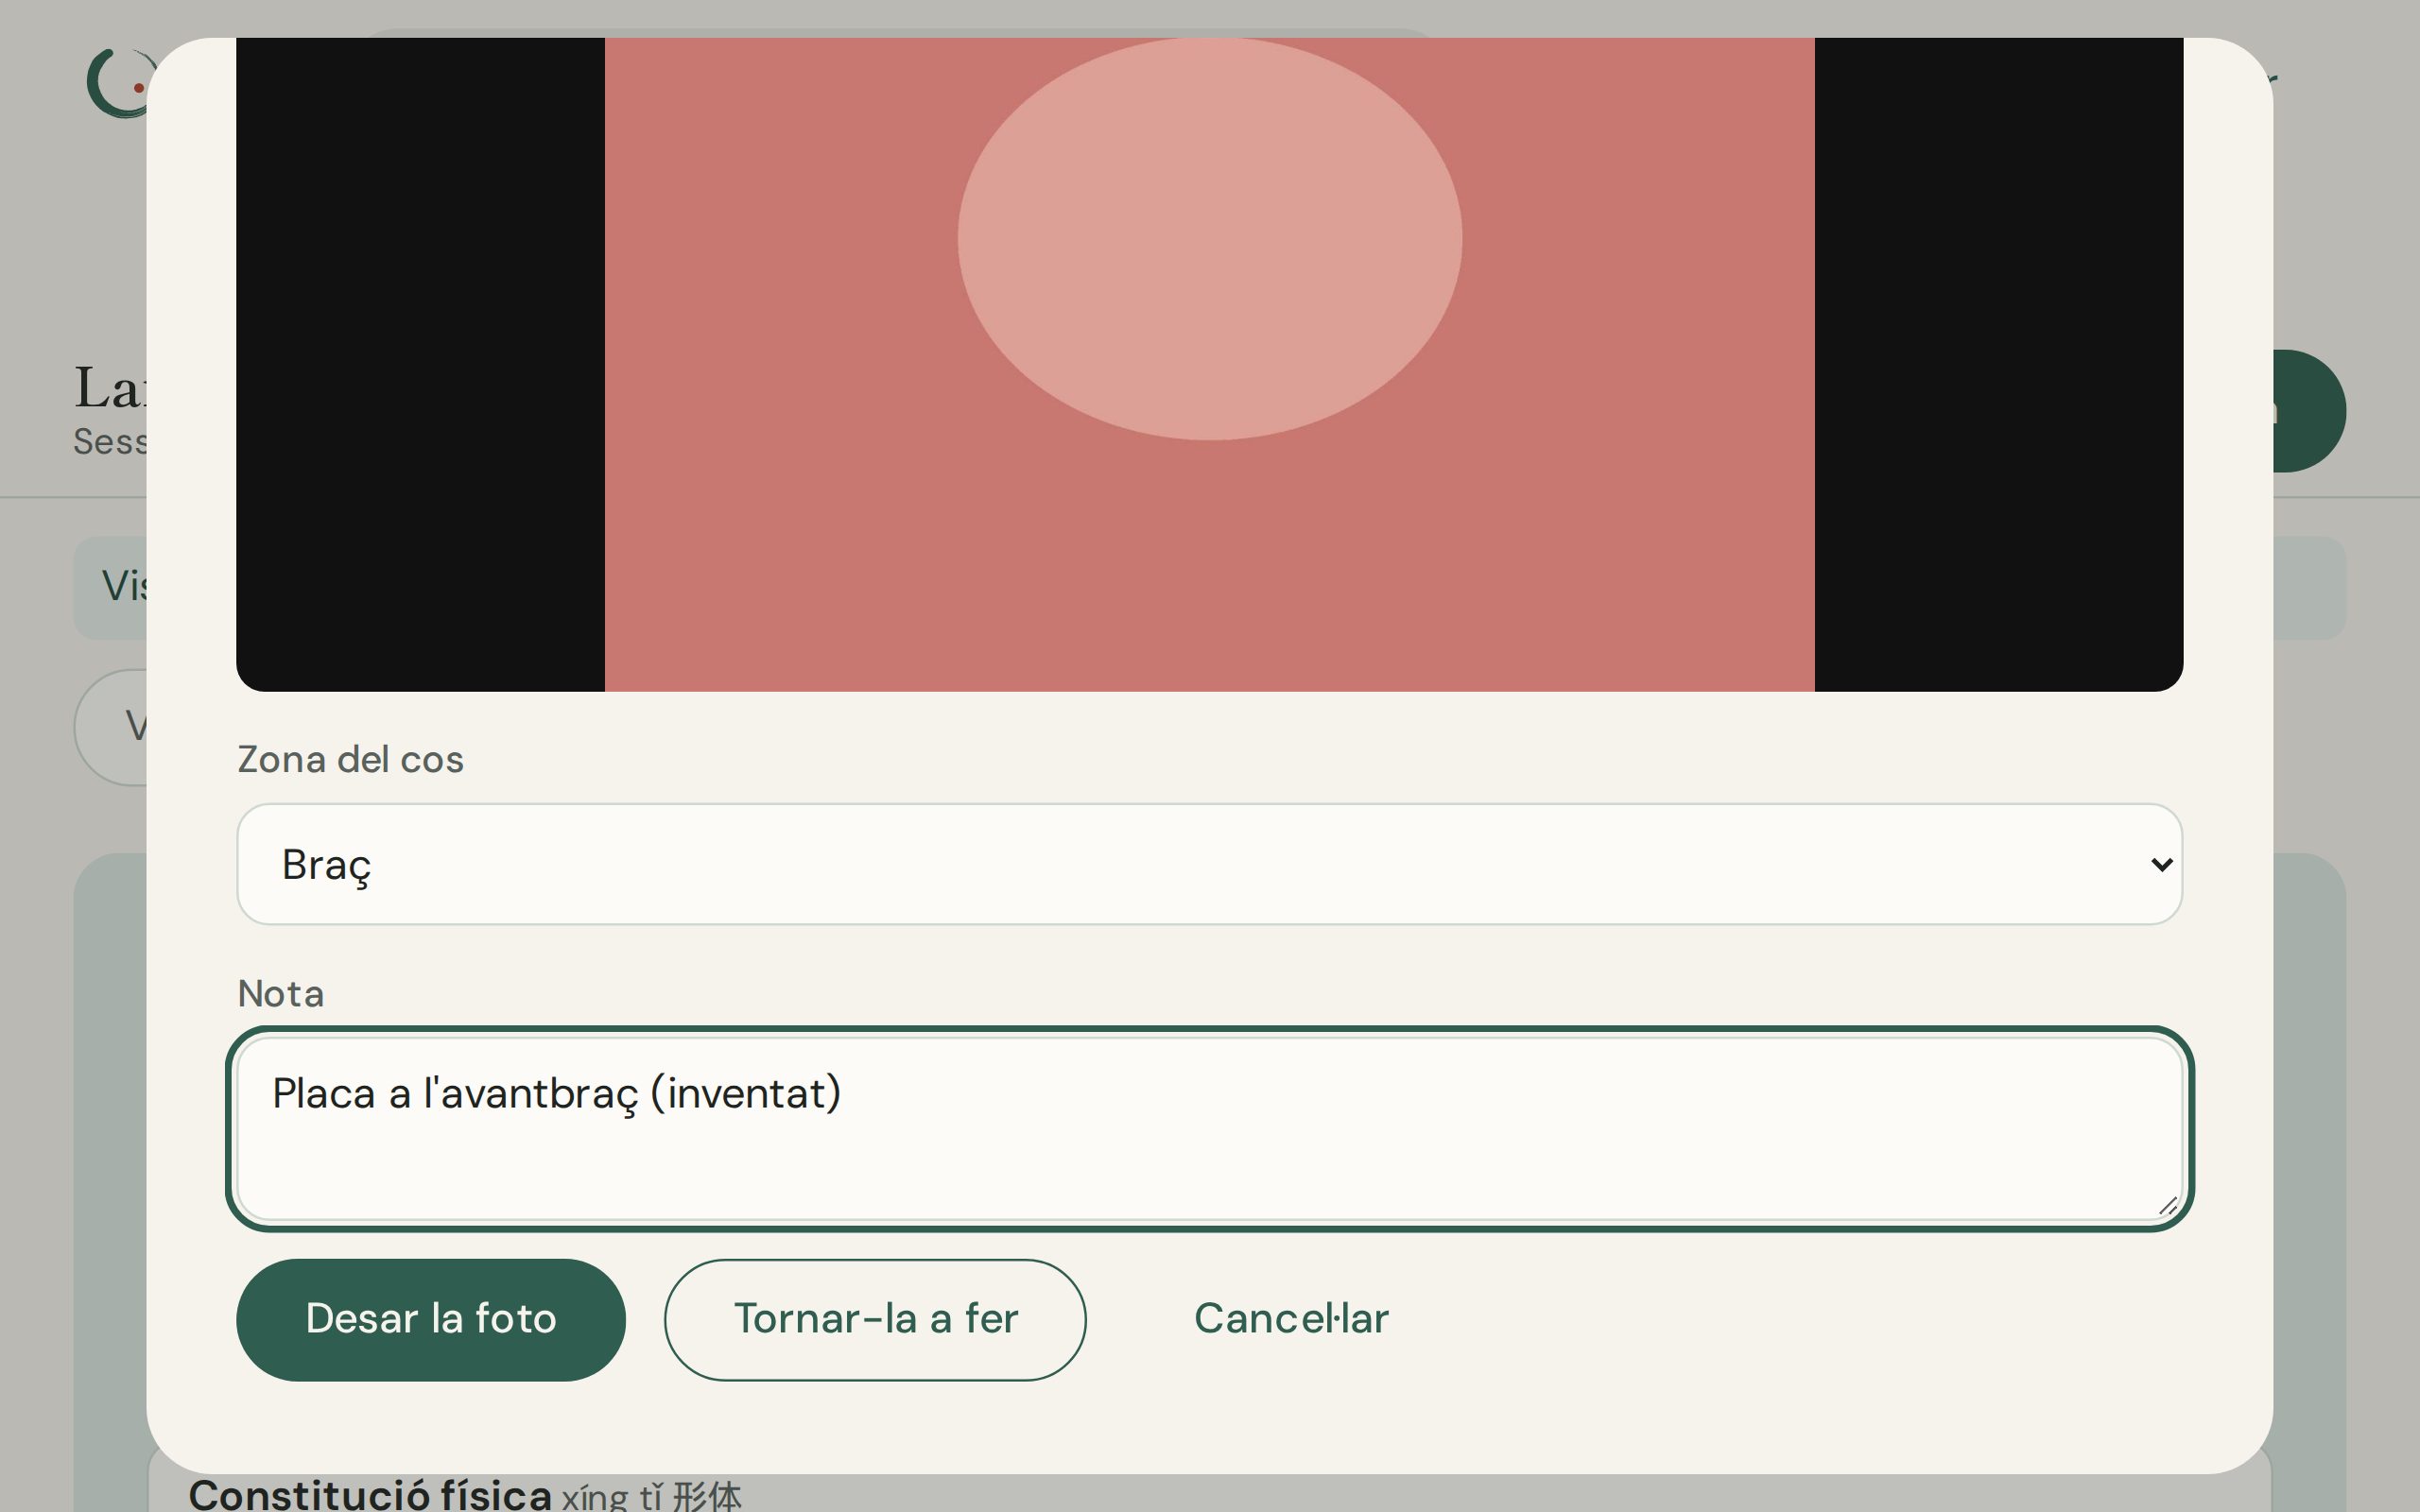 Zona del cos
Braç
Nota
Placa a l'avantbraç (inventat)
Desar la foto
Tornar-la a fer
Cancel·lar
Constitució física xíng tǐ 形体